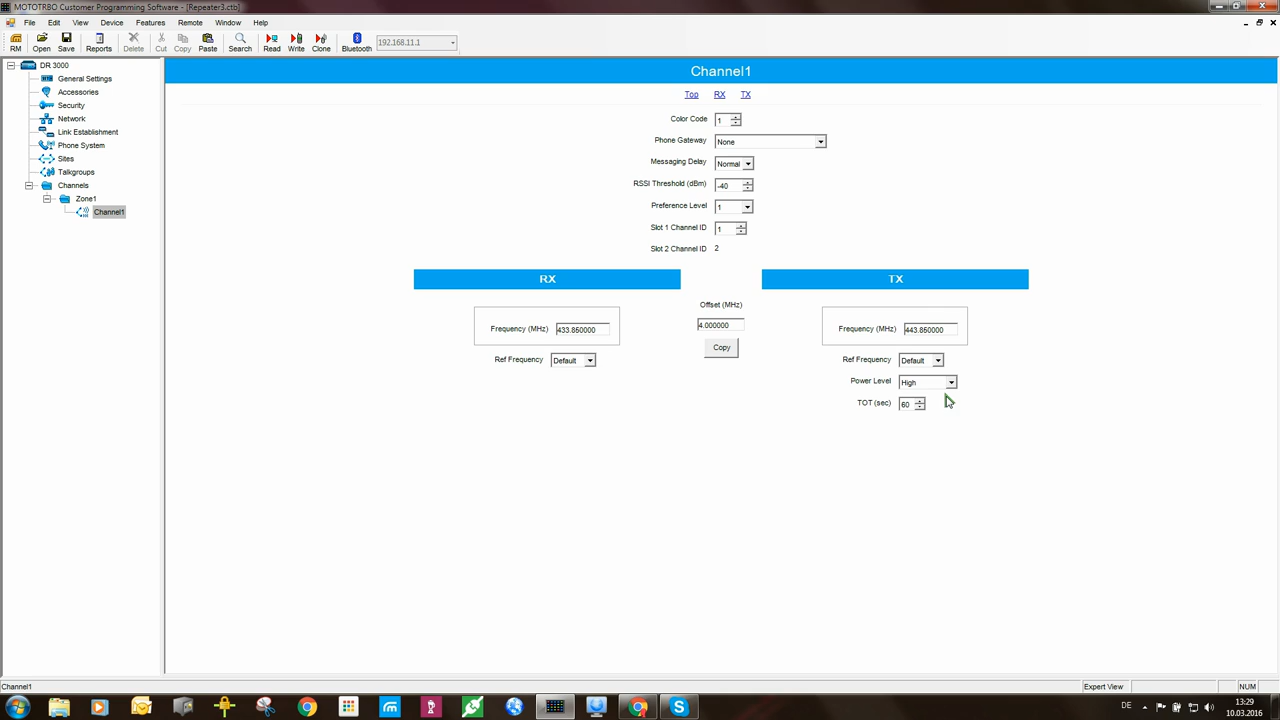 MOTOTRBO Customer Programming Software - [Repeater3.ctb]
File Edit View Device Features Remote Window Help
RM Open Save Reports Delete Cut Copy Paste Search Read Write Clone Bluetooth 192.168.11.1
DR 3000
General Settings
Accessories
Security
Network
Link Establishment
Phone System
Sites
Talkgroups
Channels
Zone1
Channel1
Channel1
Top RX TX
Color Code 1
Phone Gateway None
Messaging Delay Normal
RSSI Threshold (dBm) -40
Preference Level 1
Slot 1 Channel ID 1
Slot 2 Channel ID 2
RX
Frequency (MHz) 433.850000
Ref Frequency Default
Offset (MHz)
4.000000
Copy
TX
Frequency (MHz) 443.850000
Ref Frequency Default
Power Level High
TOT (sec) 60
Channel1 Expert View NUM
DE 13:29
10.03.2016